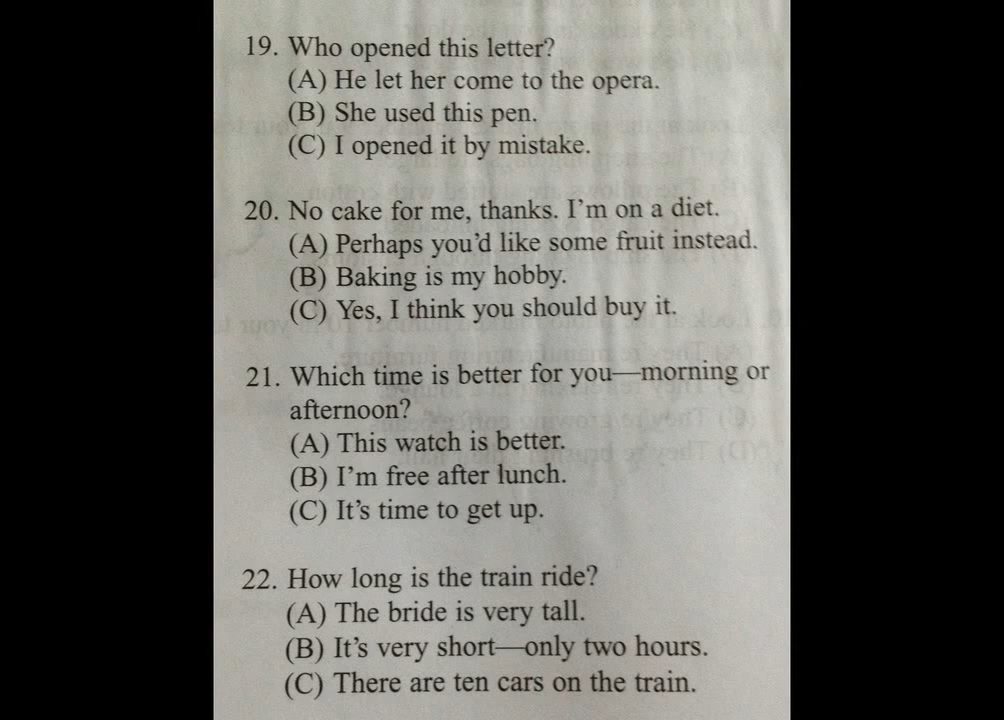 19. Who opened this letter?
(A) He let her come to the opera.
(B) She used this pen.
(C) I opened it by mistake.
20. No cake for me, thanks. I'm on a diet.
(A) Perhaps you'd like some fruit instead.
(B) Baking is my hobby.
(C) Yes, I think you should buy it.
21. Which time is better for you—morning or
afternoon?
(A) This watch is better.
(B) I'm free after lunch.
(C) It's time to get up.
22. How long is the train ride?
(A) The bride is very tall.
(B) It's very short—only two hours.
(C) There are ten cars on the train.